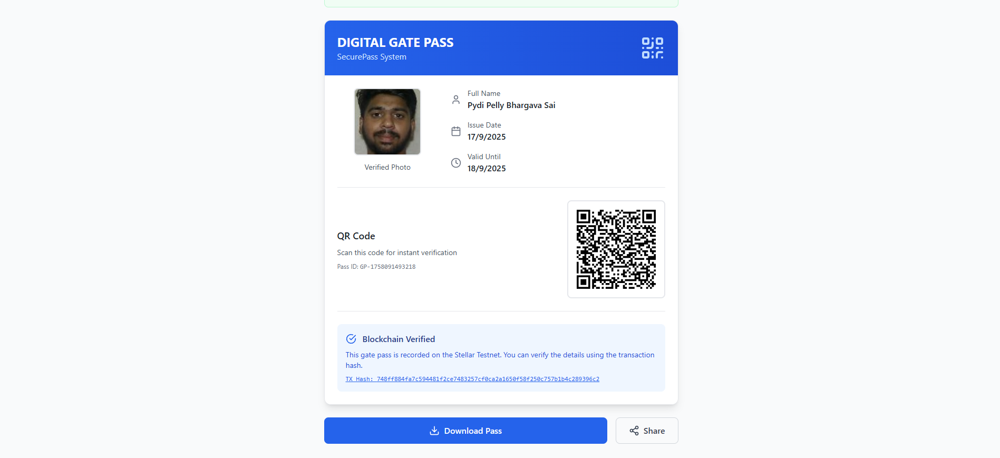 DIGITAL GATE PASS
SecurePass System
Full Name
Pydi Pelly Bhargava Sai
Issue Date
17/9/2025
Valid Until
18/9/2025
Verified Photo
QR Code
Scan this code for instant verification
Pass ID: GP-1758091493218
Blockchain Verified
This gate pass is recorded on the Stellar Testnet. You can verify the details using the transaction
hash.
TX Hash: 748ff884fa7c594481f2ce7483257cf0ca2a1650f58f250c757b1b4c289396c2
Download Pass
Share